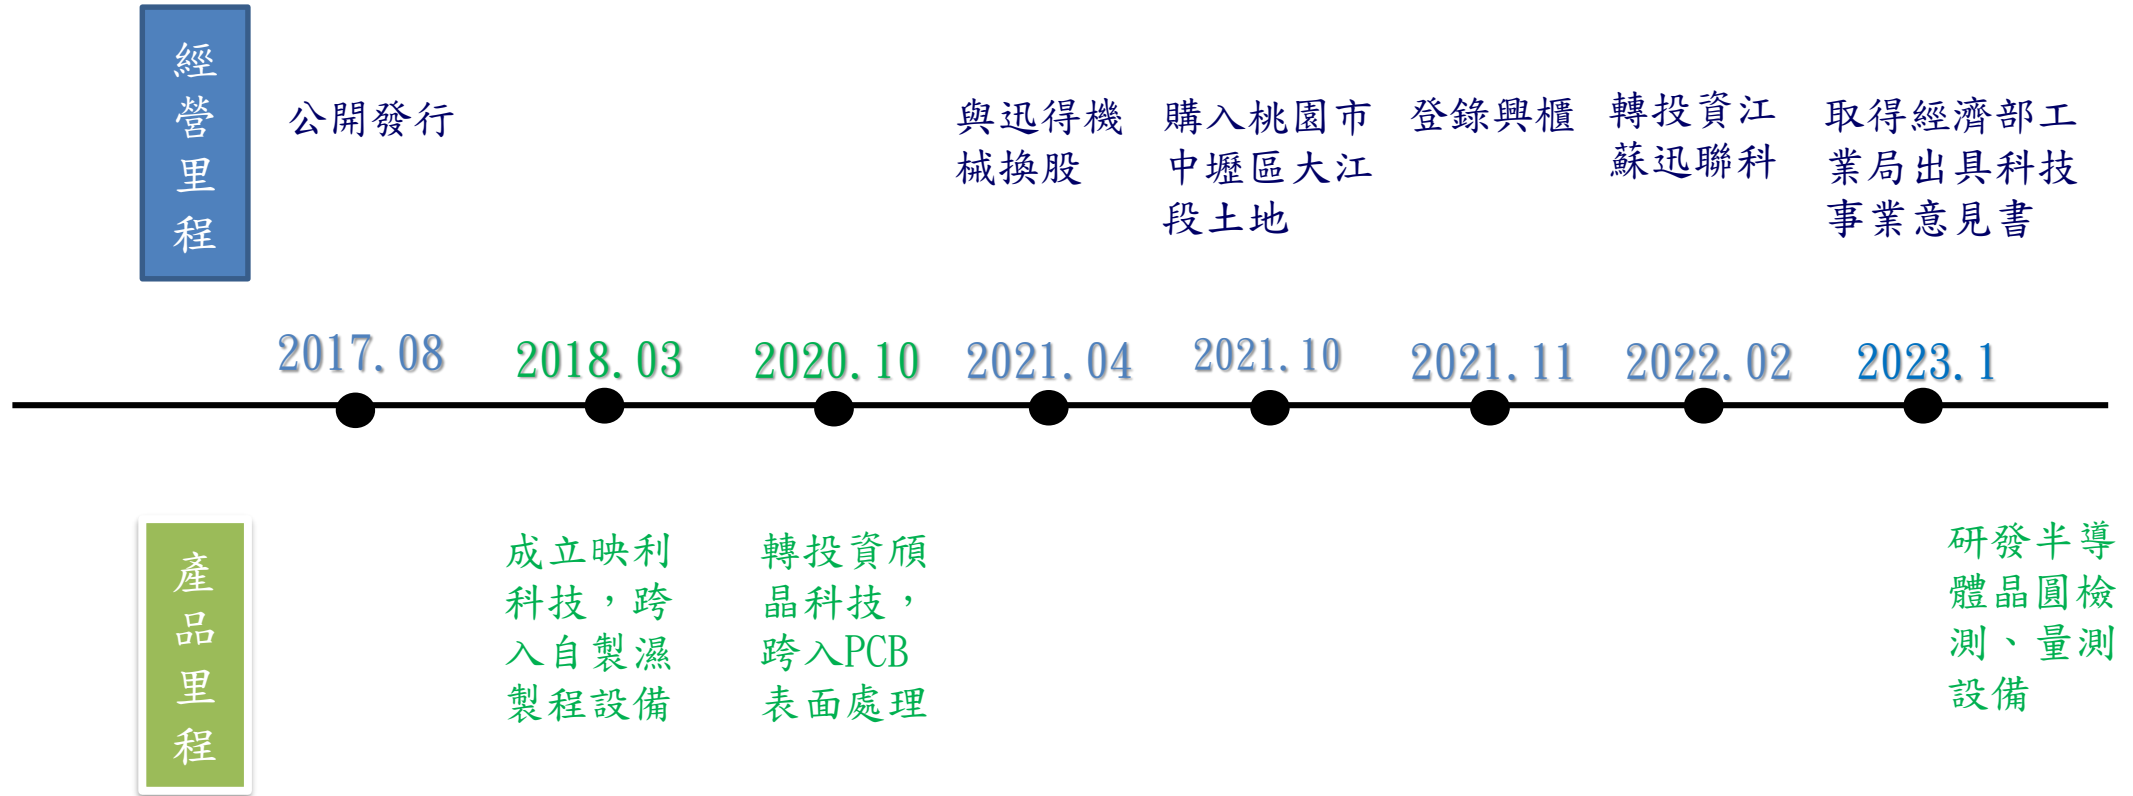 經營里程
公開發行
與迅得機
械換股
購入桃園市
中壢區大江
段土地
登錄興櫃
轉投資江
蘇迅聯科
取得經濟部工
業局出具科技
事業意見書
2017.08
2018.03
2020.10
2021.04
2021.10
2021.11
2022.02
2023.1
產品里程
成立映利
科技，跨
入自製濕
製程設備
轉投資頎
晶科技，
跨入PCB
表面處理
研發半導
體晶圓檢
測、量測
設備